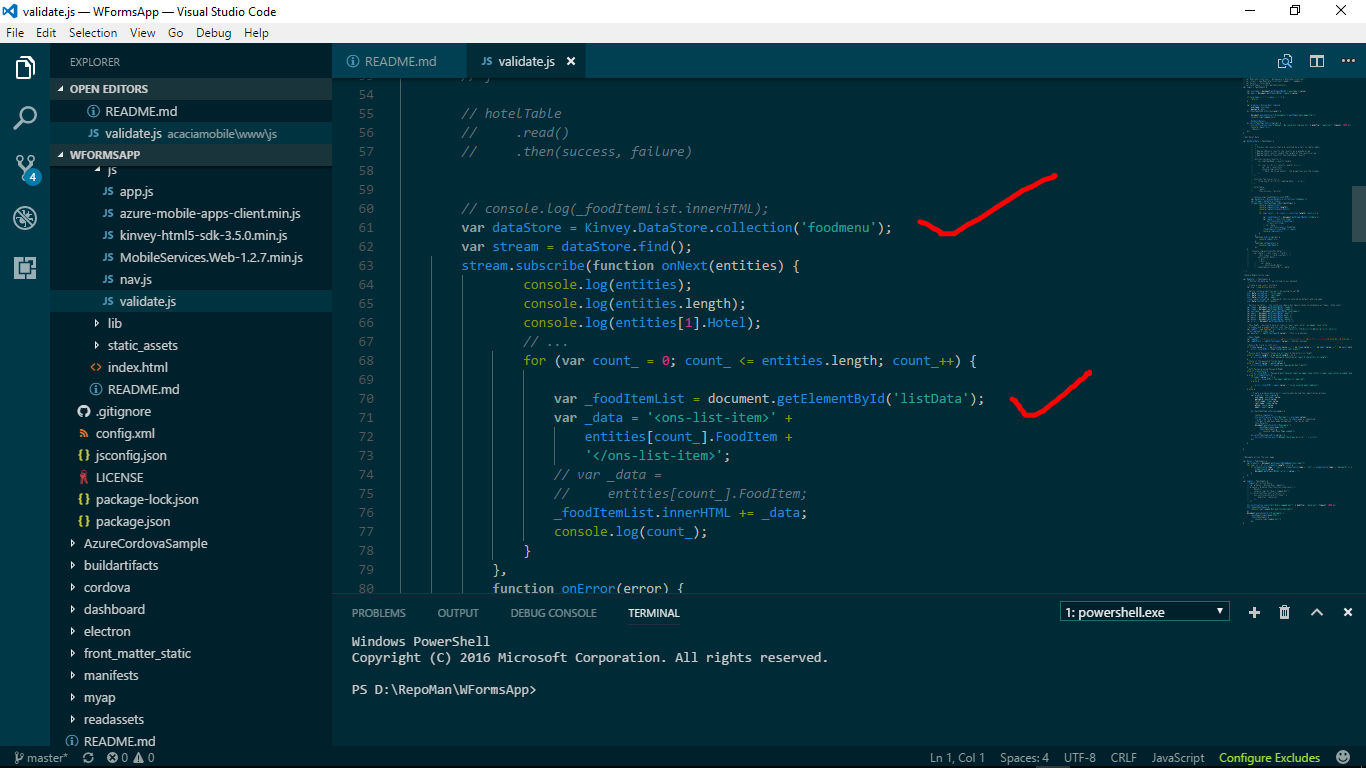 validate.js — WFormsApp — Visual Studio Code
File Edit Selection View Go Debug Help
EXPLORER
OPEN EDITORS
README.md
validate.js acaciamobile\www\js
WFORMSAPP
js
app.js
azure-mobile-apps-client.min.js
kinvey-html5-sdk-3.5.0.min.js
MobileServices.Web-1.2.7.min.js
nav.js
validate.js
lib
static_assets
index.html
README.md
.gitignore
config.xml
jsconfig.json
LICENSE
package-lock.json
package.json
AzureCordovaSample
buildartifacts
cordova
dashboard
electron
front_matter_static
manifests
myap
readassets
README.md
4
README.md
JS validate.js
54
55 // hotelTable
56 // .read()
57 // .then(success, failure)
58
59
60 // console.log(_foodItemList.innerHTML);
61 var dataStore = Kinvey.DataStore.collection('foodmenu');
62 var stream = dataStore.find();
63 stream.subscribe(function onNext(entities) {
64 console.log(entities);
65 console.log(entities.length);
66 console.log(entities[1].Hotel);
67 // ...
68 for (var count_ = 0; count_ <= entities.length; count_++) {
69
70 var _foodItemList = document.getElementById('listData');
71 var _data = '<ons-list-item>' +
72 entities[count_].FoodItem +
73 '</ons-list-item>';
74 // var _data =
75 // entities[count_].FoodItem;
76 _foodItemList.innerHTML += _data;
77 console.log(count_);
78 }
79 },
80 function onError(error) {
PROBLEMS OUTPUT DEBUG CONSOLE TERMINAL 1: powershell.exe
Windows PowerShell
Copyright (C) 2016 Microsoft Corporation. All rights reserved.
PS D:\RepoMan\WFormsApp>
master* 0 0 Ln 1, Col 1 Spaces: 4 UTF-8 CRLF JavaScript Configure Excludes